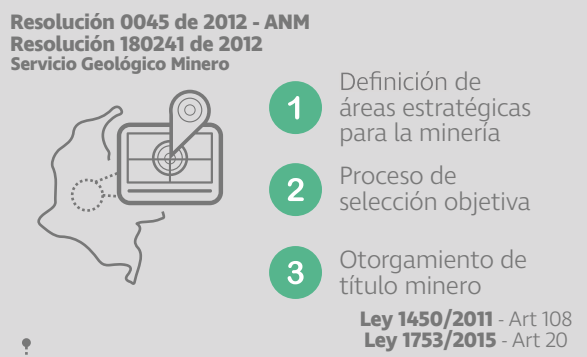 Resolución 0045 de 2012 - ANM
Resolución 180241 de 2012
Servicio Geológico Minero
1
Definición de
áreas estratégicas
para la minería
2
Proceso de
selección objetiva
3
Otorgamiento de
título minero
Ley 1450/2011 - Art 108
Ley 1753/2015 - Art 20